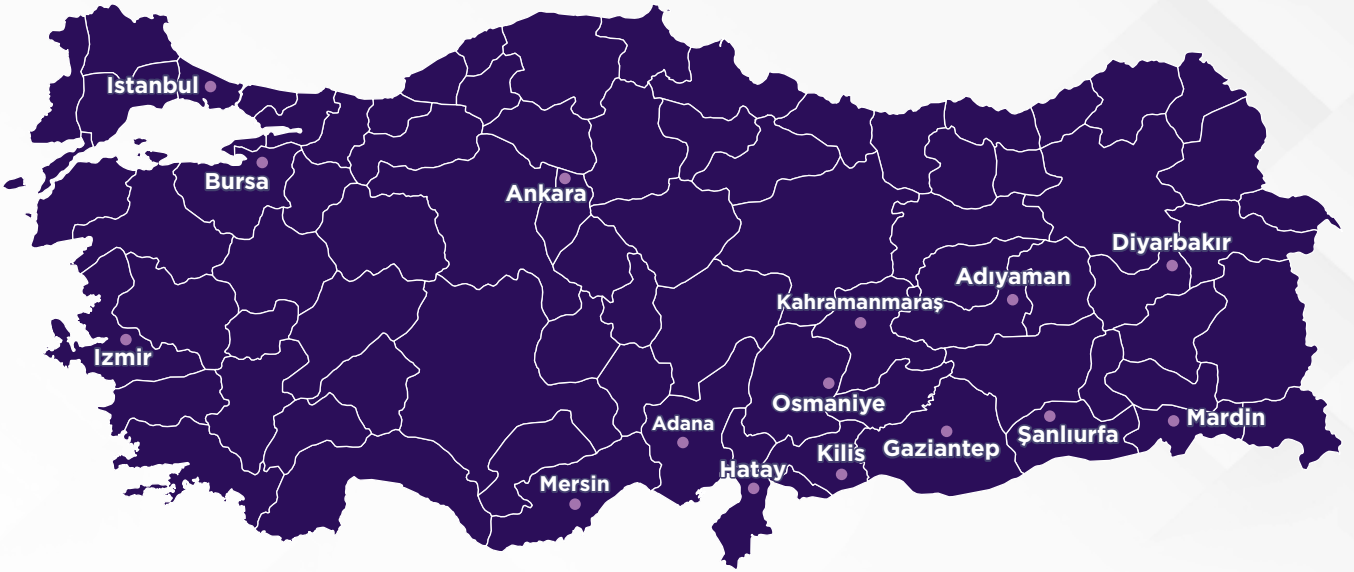 Istanbul
Bursa
Ankara
Diyarbakır
Adıyaman
Kahramanmaraş
Izmir
Osmaniye
Adana
Mardin
Şanlıurfa
Gaziantep
Kilis
Hatay
Mersin